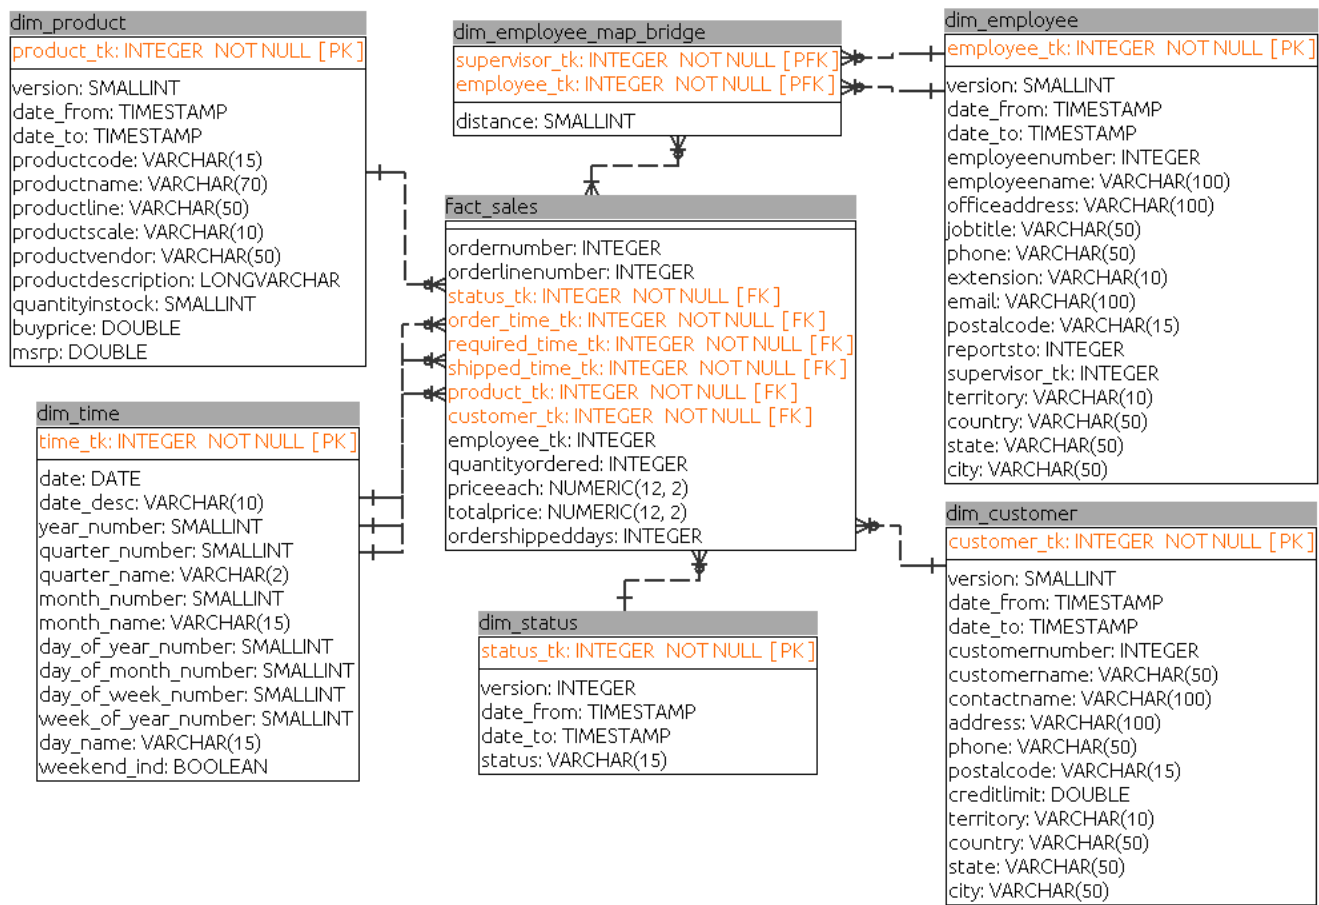 dim_product
product_tk: INTEGER NOT NULL [ PK ]
version: SMALLINT
date_from: TIMESTAMP
date_to: TIMESTAMP
productcode: VARCHAR(15)
productname: VARCHAR(70)
productline: VARCHAR(50)
productscale: VARCHAR(10)
productvendor: VARCHAR(50)
productdescription: LONGVARCHAR
quantityinstock: SMALLINT
buyprice: DOUBLE
msrp: DOUBLE
dim_time
time_tk: INTEGER NOT NULL [ PK ]
date: DATE
date_desc: VARCHAR(10)
year_number: SMALLINT
quarter_number: SMALLINT
quarter_name: VARCHAR(2)
month_number: SMALLINT
month_name: VARCHAR(15)
day_of_year_number: SMALLINT
day_of_month_number: SMALLINT
day_of_week_number: SMALLINT
week_of_year_number: SMALLINT
day_name: VARCHAR(15)
weekend_ind: BOOLEAN
dim_employee_map_bridge
supervisor_tk: INTEGER NOT NULL [ PFK ]
employee_tk: INTEGER NOT NULL [ PFK ]
distance: SMALLINT
fact_sales
ordernumber: INTEGER
orderlinenumber: INTEGER
status_tk: INTEGER NOT NULL [ FK ]
order_time_tk: INTEGER NOT NULL [ FK ]
required_time_tk: INTEGER NOT NULL [ FK ]
shipped_time_tk: INTEGER NOT NULL [ FK ]
product_tk: INTEGER NOT NULL [ FK ]
customer_tk: INTEGER NOT NULL [ FK ]
employee_tk: INTEGER
quantityordered: INTEGER
priceeach: NUMERIC(12, 2)
totalprice: NUMERIC(12, 2)
ordershippeddays: INTEGER
dim_status
status_tk: INTEGER NOT NULL [ PK ]
version: INTEGER
date_from: TIMESTAMP
date_to: TIMESTAMP
status: VARCHAR(15)
dim_employee
employee_tk: INTEGER NOT NULL [ PK ]
version: SMALLINT
date_from: TIMESTAMP
date_to: TIMESTAMP
employeenumber: INTEGER
employeename: VARCHAR(100)
officeaddress: VARCHAR(100)
jobtitle: VARCHAR(50)
phone: VARCHAR(50)
extension: VARCHAR(10)
email: VARCHAR(100)
postalcode: VARCHAR(15)
reportsto: INTEGER
supervisor_tk: INTEGER
territory: VARCHAR(10)
country: VARCHAR(50)
state: VARCHAR(50)
city: VARCHAR(50)
dim_customer
customer_tk: INTEGER NOT NULL [ PK ]
version: SMALLINT
date_from: TIMESTAMP
date_to: TIMESTAMP
customernumber: INTEGER
customername: VARCHAR(50)
contactname: VARCHAR(100)
address: VARCHAR(100)
phone: VARCHAR(50)
postalcode: VARCHAR(15)
creditlimit: DOUBLE
territory: VARCHAR(10)
country: VARCHAR(50)
state: VARCHAR(50)
city: VARCHAR(50)